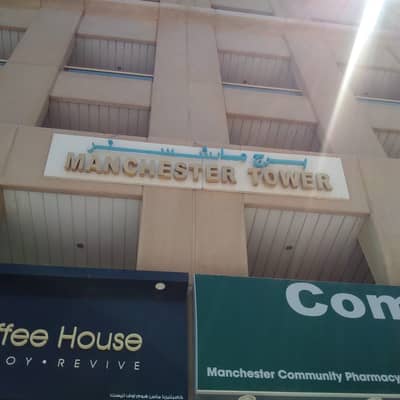 برج مانشستر
MANCHESTER TOWER
ffee House
OY • REVIVE
Com
Manchester Community Pharmacy